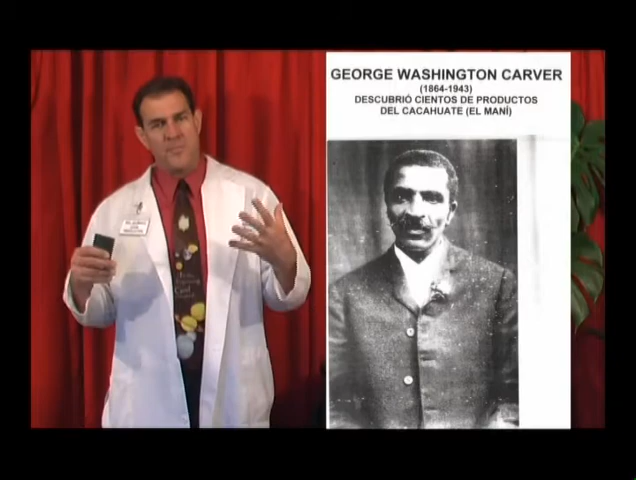 GEORGE WASHINGTON CARVER
(1864-1943)
DESCUBRIÓ CIENTOS DE PRODUCTOS
DEL CACAHUATE (EL MANÍ)